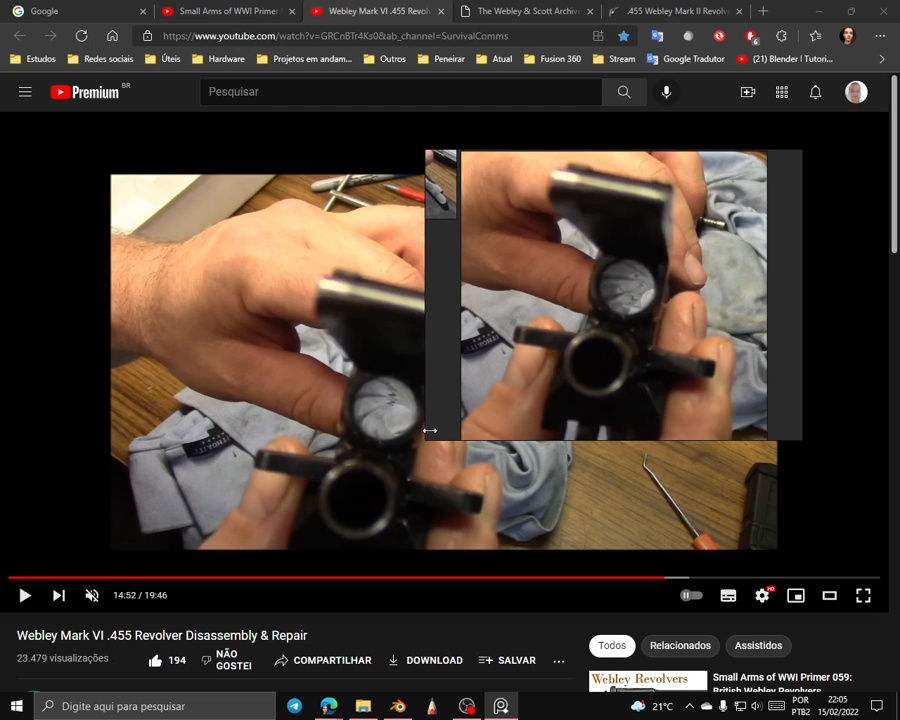 Google
Small Arms of WWI Primer
Webley Mark VI .455 Revol
The Webley & Scott Archiv
.455 Webley Mark II Revolv
https://www.youtube.com/watch?v=GRCnBTr4Ks0&ab_channel=SurvivalComms
6
Estudos
Redes sociais
Úteis
Hardware
Projetos em andam...
Outros
Peneirar
Atual
Fusion 360
Stream
Google Tradutor
(21) Blender | Tutori...
Premium BR
Pesquisar
14:52 / 19:46
HD
Webley Mark VI .455 Revolver Disassembly & Repair
23.479 visualizações
194
NÃO
GOSTEI
COMPARTILHAR
DOWNLOAD
SALVAR
Todos
Relacionados
Assistidos
Webley Revolvers
Small Arms of WWI Primer 059:
British Webley Revolvers
Digite aqui para pesquisar
21°C
POR
PTB2
22:05
15/02/2022